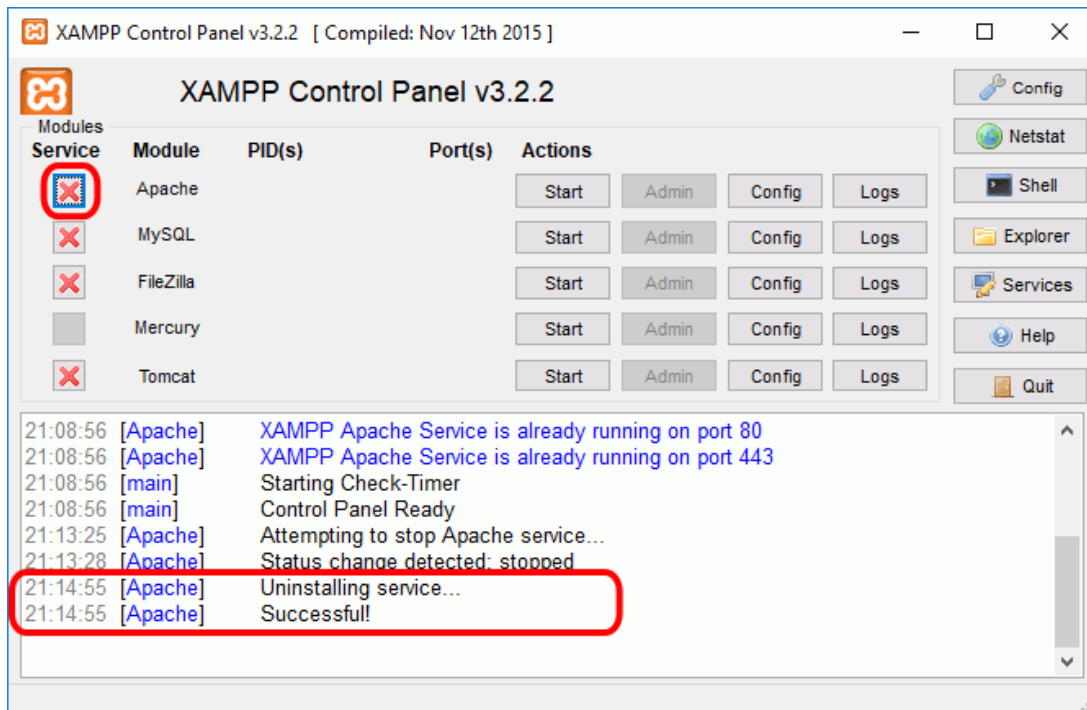 XAMPP Control Panel v3.2.2 [ Compiled: Nov 12th 2015 ]
XAMPP Control Panel v3.2.2
Config
Netstat
Shell
Explorer
Services
Help
Quit
Modules
Service Module PID(s) Port(s) Actions
Apache Start Admin Config Logs
MySQL Start Admin Config Logs
FileZilla Start Admin Config Logs
Mercury Start Admin Config Logs
Tomcat Start Admin Config Logs
21:08:56 [Apache] XAMPP Apache Service is already running on port 80
21:08:56 [Apache] XAMPP Apache Service is already running on port 443
21:08:56 [main] Starting Check-Timer
21:08:56 [main] Control Panel Ready
21:13:25 [Apache] Attempting to stop Apache service...
21:13:28 [Apache] Status change detected: stopped
21:14:55 [Apache] Uninstalling service...
21:14:55 [Apache] Successful!